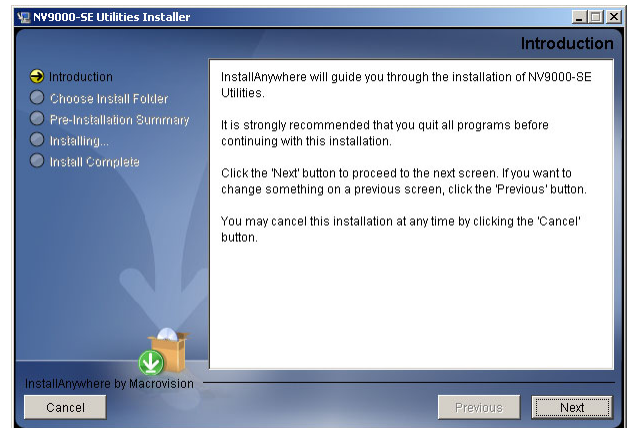 NV9000-SE Utilities Installer
Introduction
Introduction
Choose Install Folder
Pre-Installation Summary
Installing...
Install Complete
InstallAnywhere will guide you through the installation of NV9000-SE
Utilities.
It is strongly recommended that you quit all programs before
continuing with this installation.
Click the 'Next' button to proceed to the next screen. If you want to
change something on a previous screen, click the 'Previous' button.
You may cancel this installation at any time by clicking the 'Cancel'
button.
InstallAnywhere by Macrovision
Cancel
Previous
Next